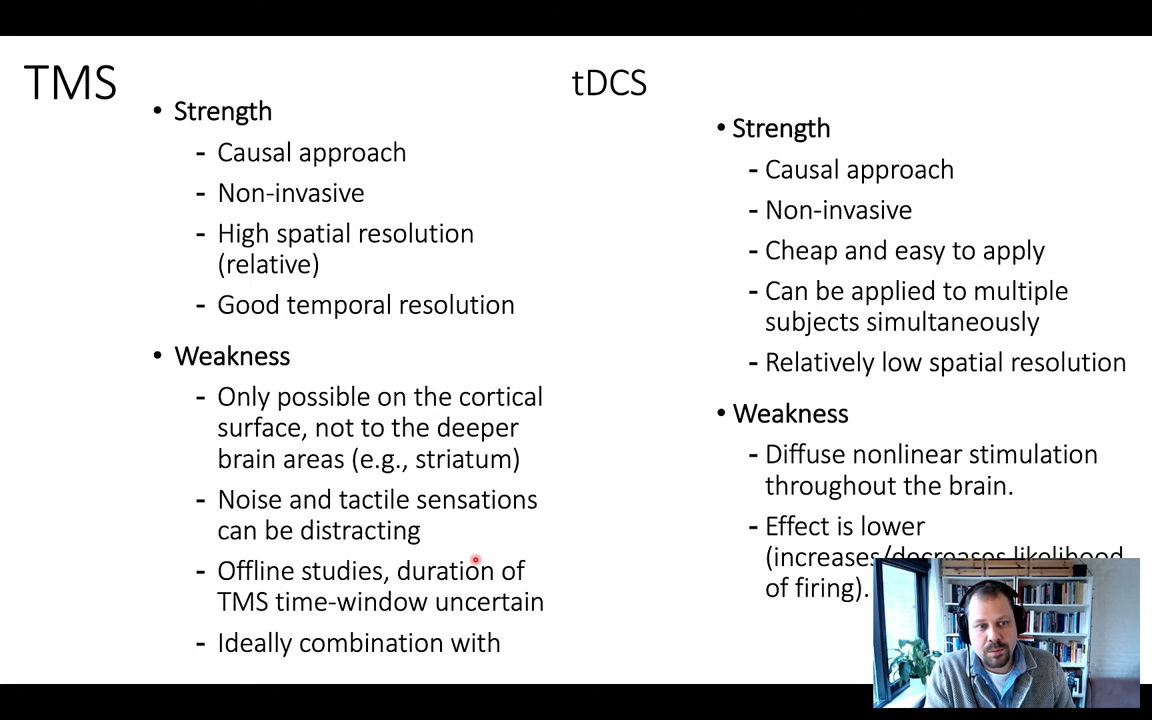 TMS
• Strength
- Causal approach
- Non-invasive
- High spatial resolution
(relative)
- Good temporal resolution
• Weakness
- Only possible on the cortical
surface, not to the deeper
brain areas (e.g., striatum)
- Noise and tactile sensations
can be distracting
- Offline studies, duration of
TMS time-window uncertain
- Ideally combination with
tDCS
• Strength
- Causal approach
- Non-invasive
- Cheap and easy to apply
- Can be applied to multiple
subjects simultaneously
- Relatively low spatial resolution
• Weakness
- Diffuse nonlinear stimulation
throughout the brain.
- Effect is lower
(increases/decreases likelihood
of firing).